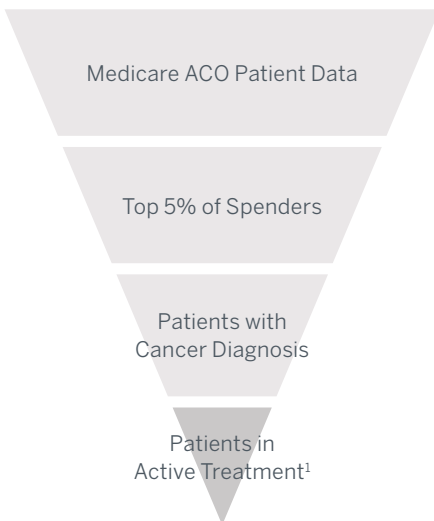 Medicare ACO Patient Data
Top 5% of Spenders
Patients with
Cancer Diagnosis
Patients in
Active Treatment¹